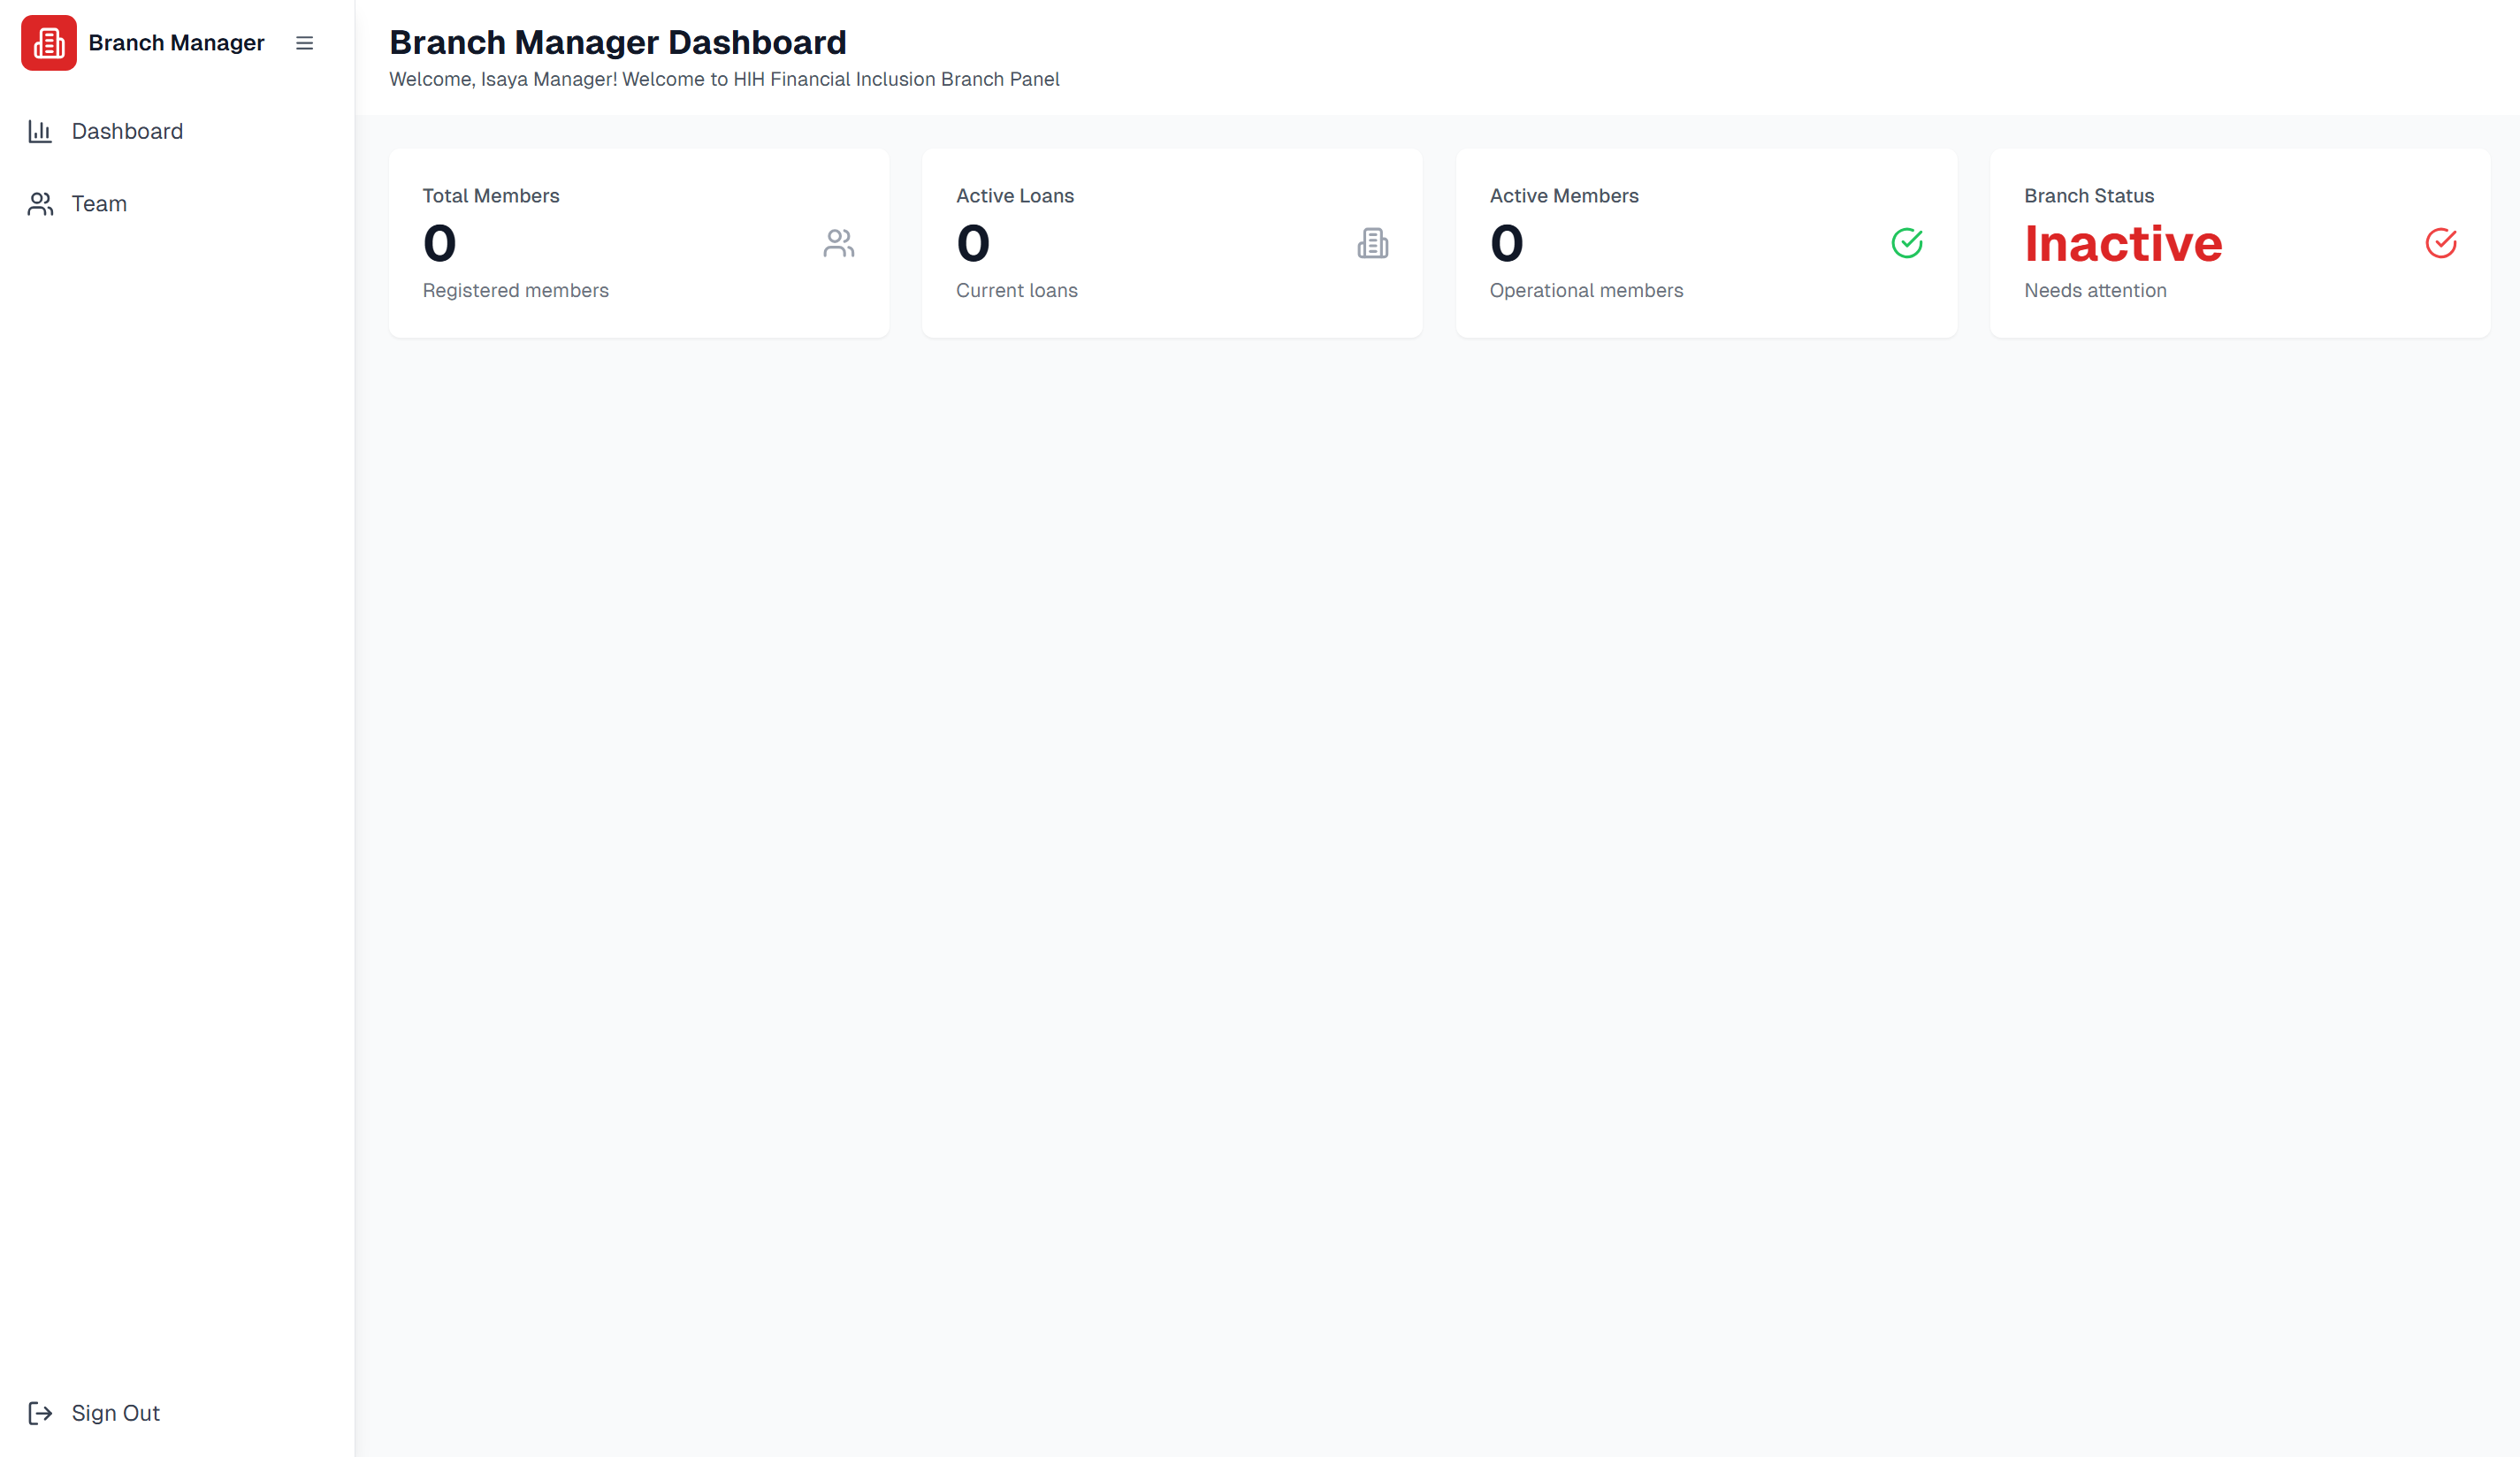 Branch Manager
Dashboard
Team
Sign Out
Branch Manager Dashboard
Welcome, Isaya Manager! Welcome to HIH Financial Inclusion Branch Panel
Total Members
0
Registered members
Active Loans
0
Current loans
Active Members
0
Operational members
Branch Status
Inactive
Needs attention